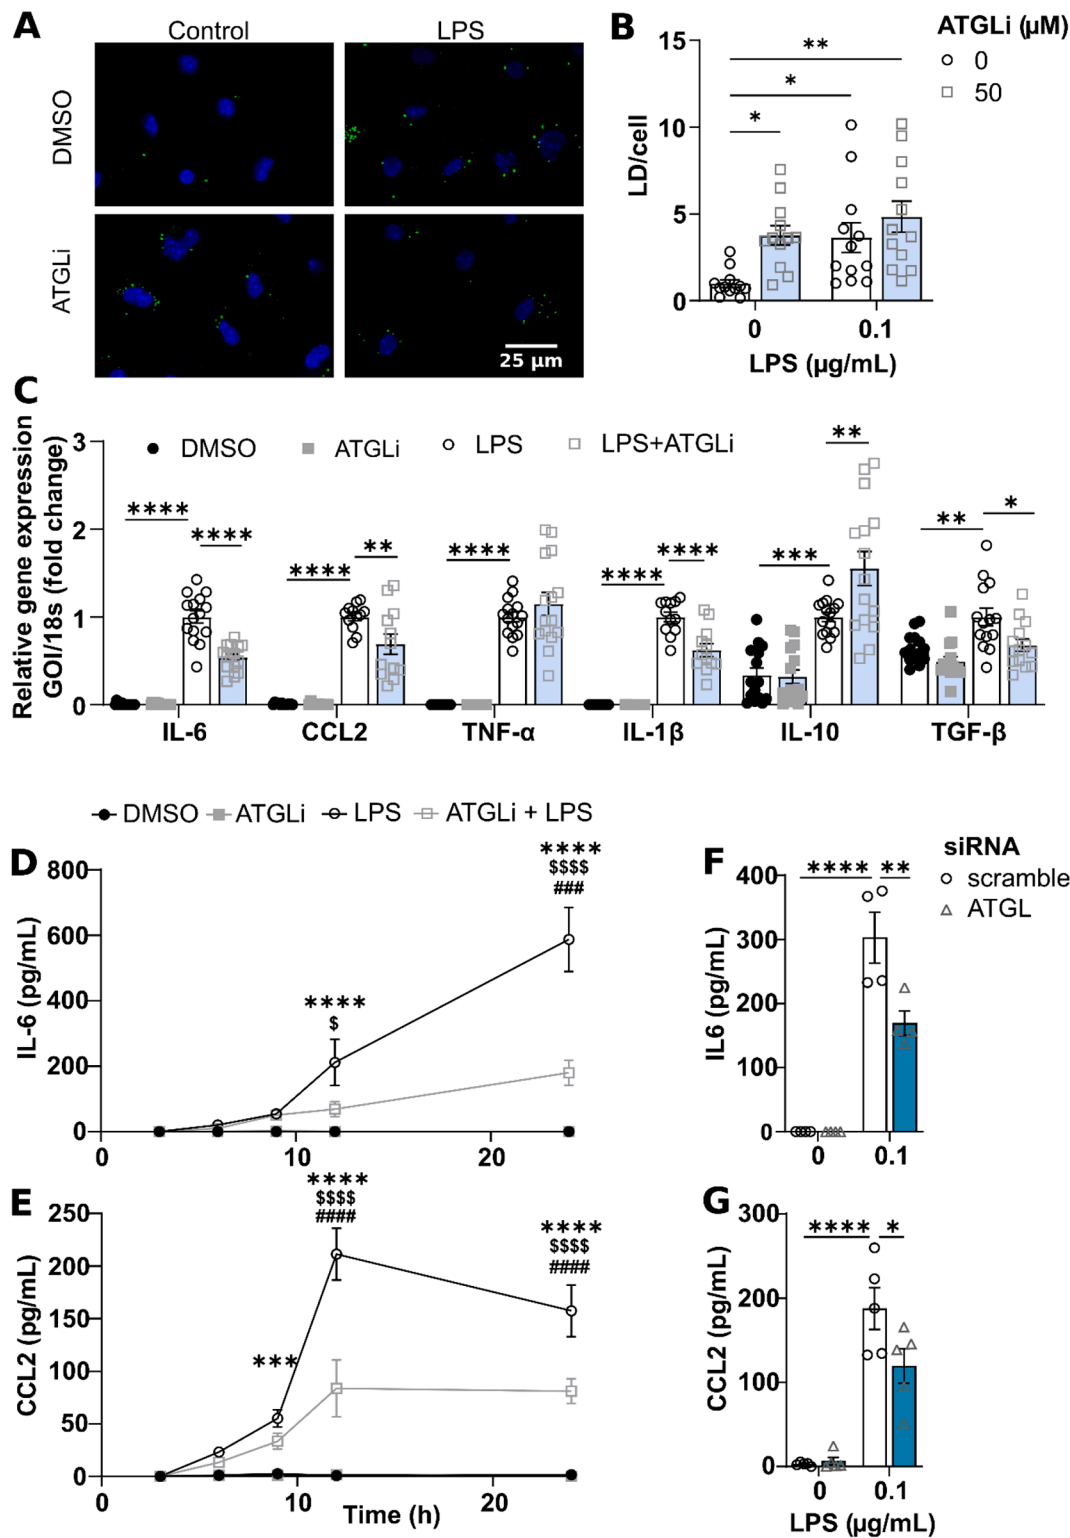 A
Control
LPS
DMSO
ATGLi
25 µm
B
ATGLi (µM)
0
50
LD/cell
15
10
5
0
**
*
*
0
0.1
LPS (µg/mL)
C
Relative gene expression
GOI/18s (fold change)
3
2
1
0
DMSO
ATGLi
LPS
LPS+ATGLi
****
****
****
**
****
****
****
***
**
**
*
IL-6
CCL2
TNF-α
IL-1β
IL-10
TGF-β
DMSO
ATGLi
LPS
ATGLi + LPS
D
IL-6 (pg/mL)
800
600
400
200
0
****
$
****
$$$$
###
0
10
20
E
CCL2 (pg/mL)
250
200
150
100
50
0
***
****
$$$$
####
****
$$$$
####
0
10
20
Time (h)
F
siRNA
scramble
ATGL
IL6 (pg/mL)
400
300
200
100
0
****
**
0
0.1
G
CCL2 (pg/mL)
300
200
100
0
****
*
0
0.1
LPS (µg/mL)